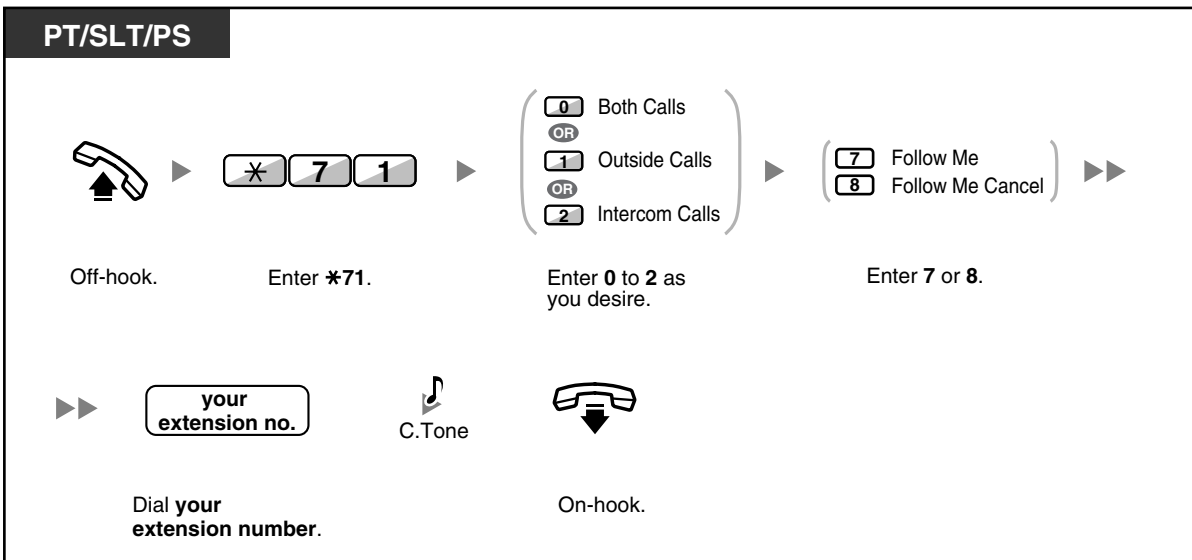 PT/SLT/PS
0 Both Calls
OR
1 Outside Calls
OR
2 Intercom Calls
* 7 1
7 Follow Me
8 Follow Me Cancel
Off-hook.
Enter *71.
Enter 0 to 2 as
you desire.
Enter 7 or 8.
your
extension no.
C.Tone
Dial your
extension number.
On-hook.